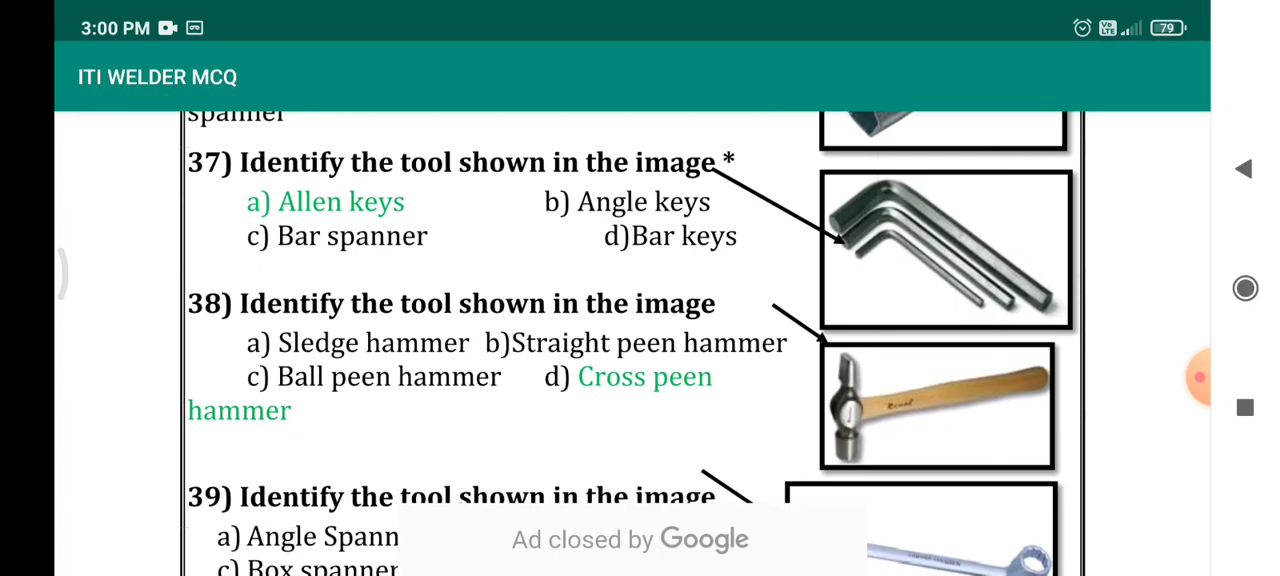 3:00 PM
Vo LTE
79
ITI WELDER MCQ
spanner
37) Identify the tool shown in the image *
a) Allen keys b) Angle keys
c) Bar spanner d)Bar keys
38) Identify the tool shown in the image
a) Sledge hammer b)Straight peen hammer
c) Ball peen hammer d) Cross peen
hammer
39) Identify the tool shown in the image
a) Angle Spann
c) Box spanner
Ad closed by Google